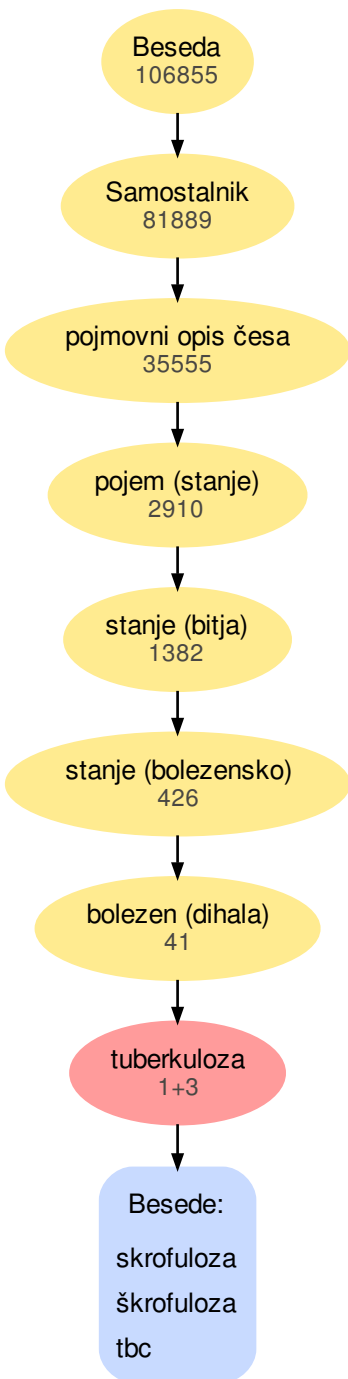 Beseda
106855
Samostalnik
81889
pojmovni opis česa
35555
pojem (stanje)
2910
stanje (bitja)
1382
stanje (bolezensko)
426
bolezen (dihala)
41
tuberkuloza
1+3
Besede:
skrofuloza
škrofuloza
tbc